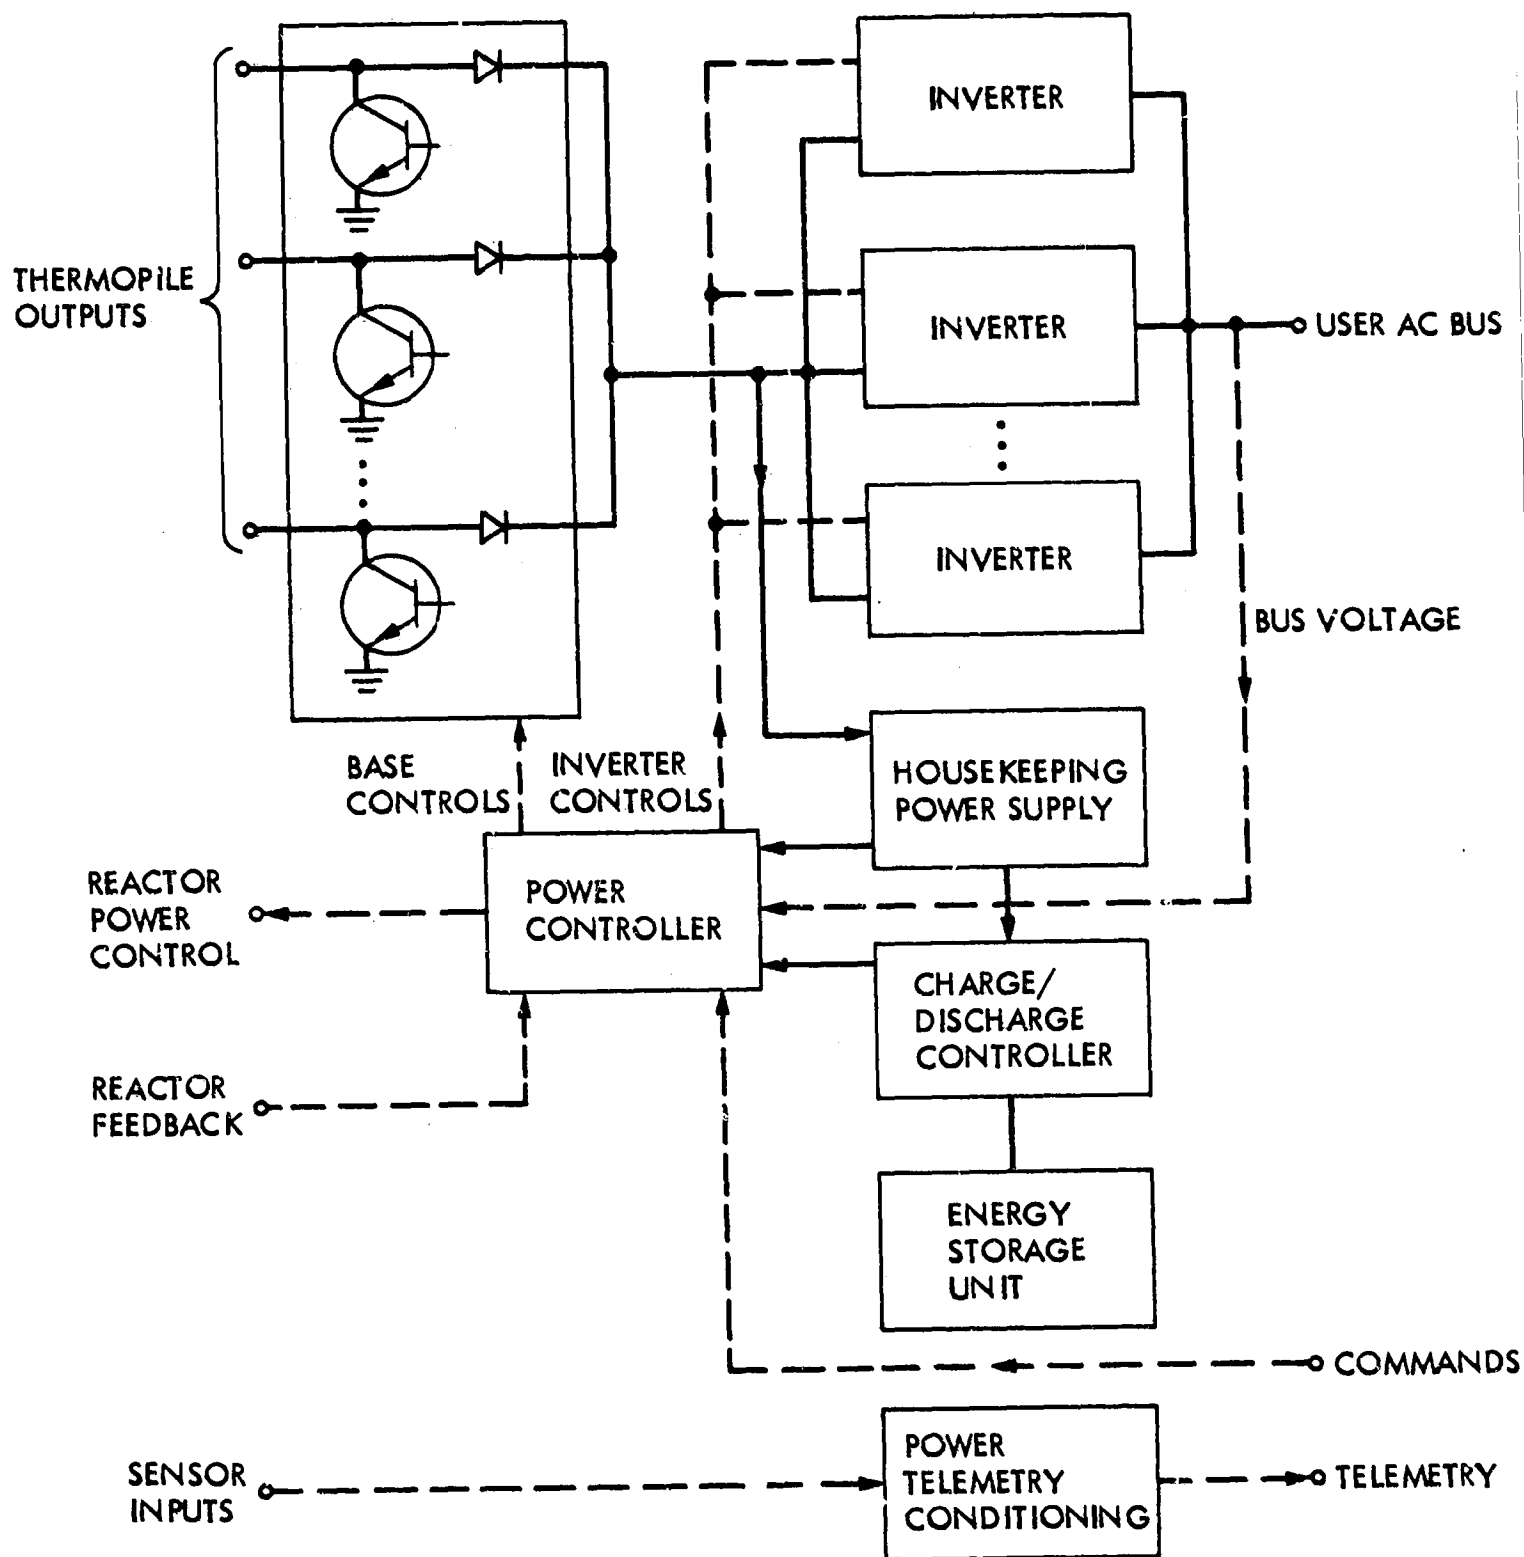 INVERTER
THERMOPILE
OUTPUTS
INVERTER
USER AC BUS
INVERTER
BUS VOLTAGE
BASE
CONTROLS
INVERTER
CONTROLS
HOUSEKEEPING
POWER SUPPLY
REACTOR
POWER
CONTROL
POWER
CONTROLLER
CHARGE/
DISCHARGE
CONTROLLER
REACTOR
FEEDBACK
ENERGY
STORAGE
UNIT
COMMANDS
SENSOR
INPUTS
POWER
TELEMETRY
CONDITIONING
TELEMETRY